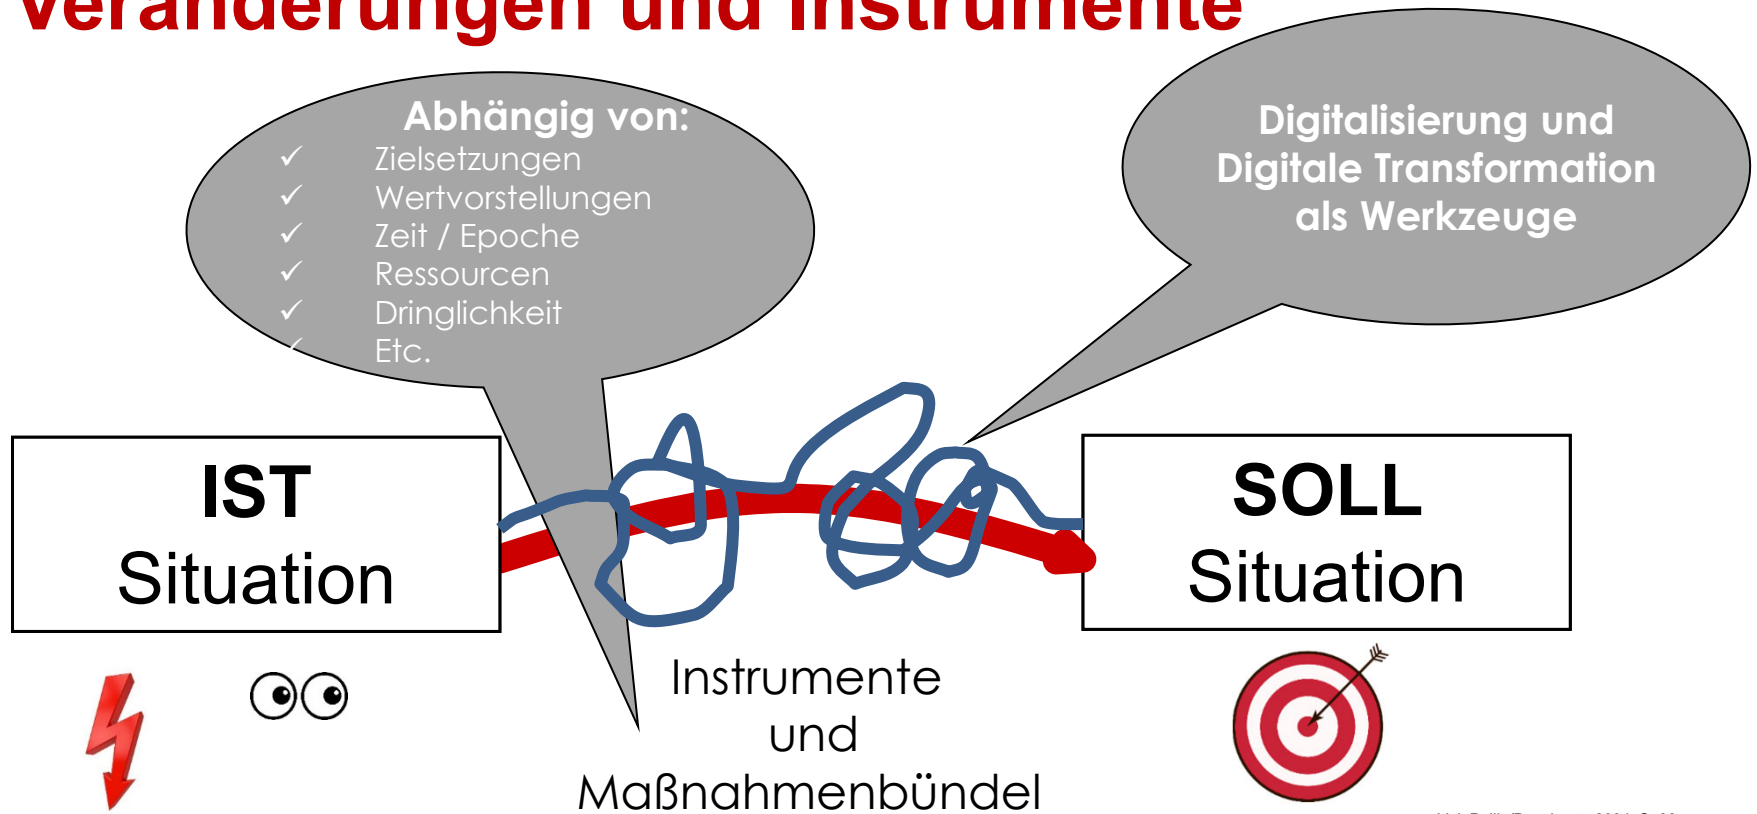 Veränderungen und Instrumente
Abhängig von:
✓ Zielsetzungen
✓ Wertvorstellungen
✓ Zeit / Epoche
✓ Ressourcen
✓ Dringlichkeit
✓ Etc.
Digitalisierung und
Digitale Transformation
als Werkzeuge
IST
Situation
SOLL
Situation
Instrumente
und
Maßnahmenbündel